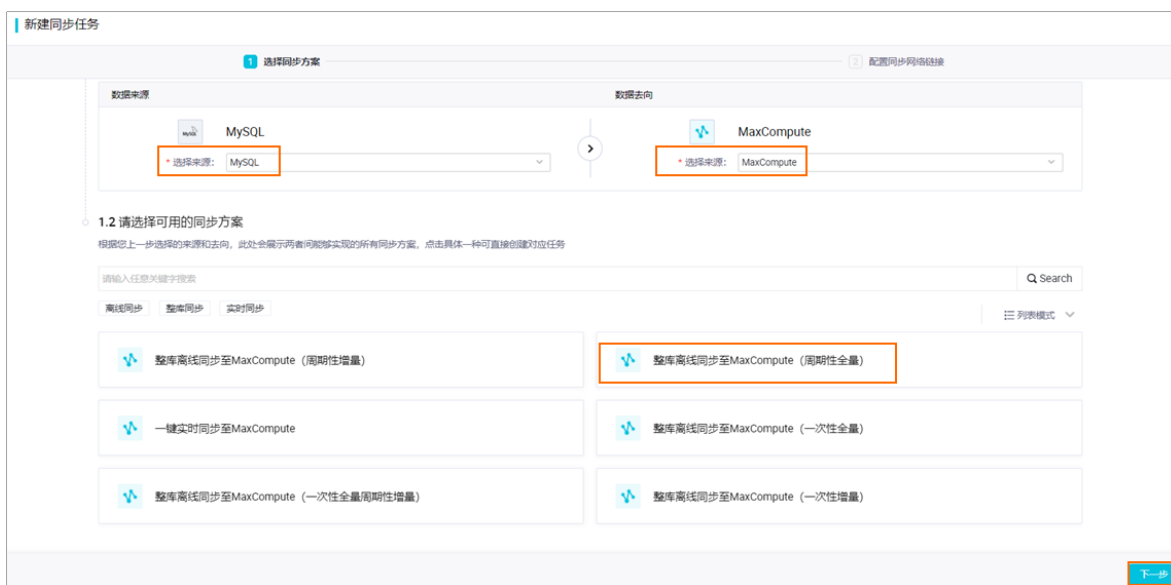 新建同步任务
1 选择同步方案
2 配置同步网络链接
数据来源 数据去向
MySQL MySQL
MaxCompute
* 选择来源： MySQL
* 选择来源： MaxCompute
1.2 请选择可用的同步方案
根据您上一步选择的来源和去向，此处会展示两者间能够实现的所有同步方案，点击具体一种可直接创建对应任务
请输入任意关键字搜索 Search
离线同步 整库同步 实时同步
列表模式
整库离线同步至MaxCompute（周期性增量） 整库离线同步至MaxCompute（周期性全量）
一键实时同步至MaxCompute 整库离线同步至MaxCompute（一次性全量）
整库离线同步至MaxCompute（一次性全量周期性增量） 整库离线同步至MaxCompute（一次性增量）
下一步